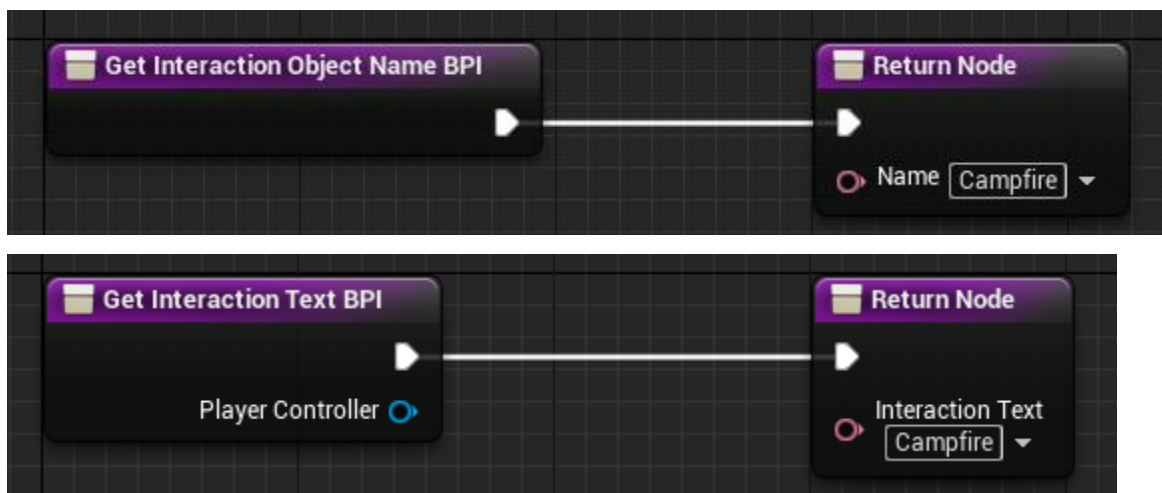 Get Interaction Object Name BPI
Return Node
Name Campfire
Get Interaction Text BPI
Return Node
Player Controller
Interaction Text
Campfire